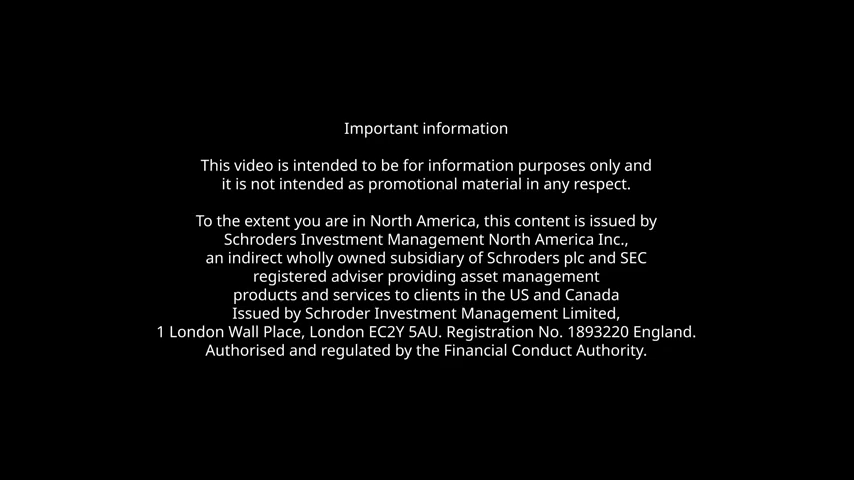 Important information
This video is intended to be for information purposes only and
it is not intended as promotional material in any respect.
To the extent you are in North America, this content is issued by
Schroders Investment Management North America Inc.,
an indirect wholly owned subsidiary of Schroders plc and SEC
registered adviser providing asset management
products and services to clients in the US and Canada
Issued by Schroder Investment Management Limited,
1 London Wall Place, London EC2Y 5AU. Registration No. 1893220 England.
Authorised and regulated by the Financial Conduct Authority.